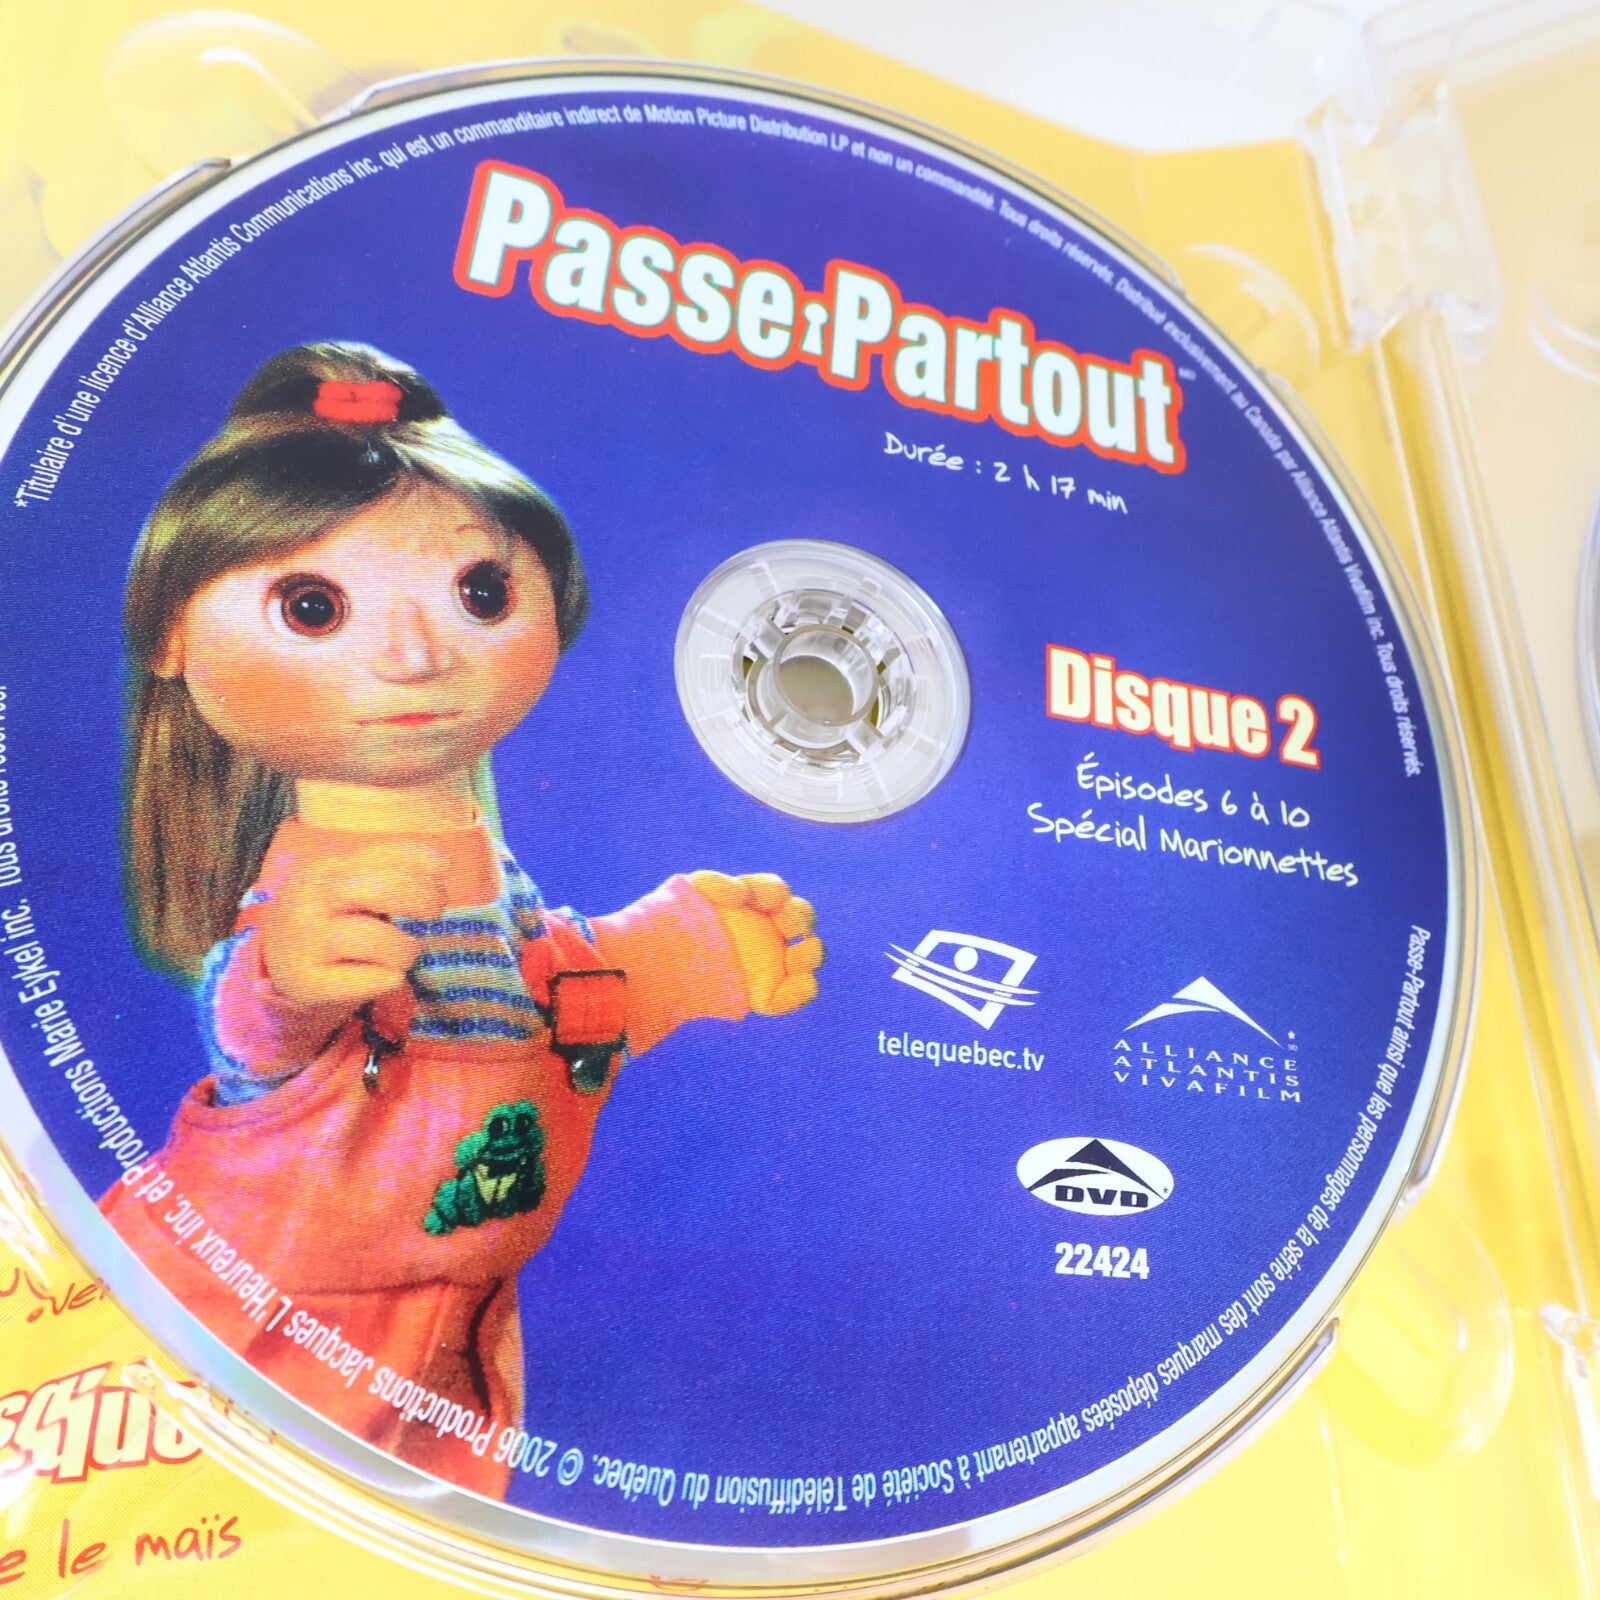 Passe-Partout
Durée : 2 h 17 min
Disque 2
Épisodes 6 à 10
Spécial Marionnettes
telequebec.tv
ALLIANCE
ATLANTIS
VIVAFILM
DVD
22424
*Titulaire d'une licence d'Alliance Atlantis Communications inc. qui est un commanditaire indirect de Motion Picture Distribution LP et non un commandité. Tous droits réservés. Distribué exclusivement au Canada par Alliance Atlantis Vivafilm inc. Tous droits réservés.
Passe-Partout ainsi que les personnages de la série sont des marques déposées appartenant à Société de Télédiffusion du Québec. © 2006 Productions Jacques L'Heureux inc. et Productions Marie Eykel inc. Tous droits réservés.
le maïs